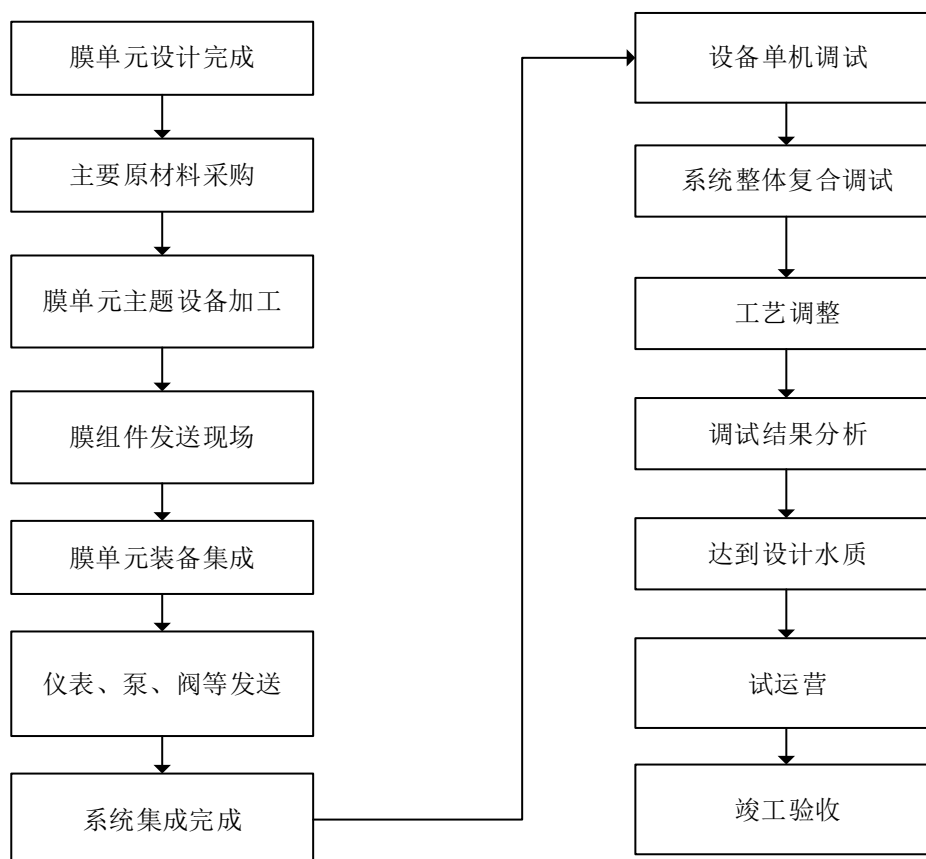 膜单元设计完成
主要原材料采购
膜单元主题设备加工
膜组件发送现场
膜单元装备集成
仪表、泵、阀等发送
系统集成完成
设备单机调试
系统整体复合调试
工艺调整
调试结果分析
达到设计水质
试运营
竣工验收